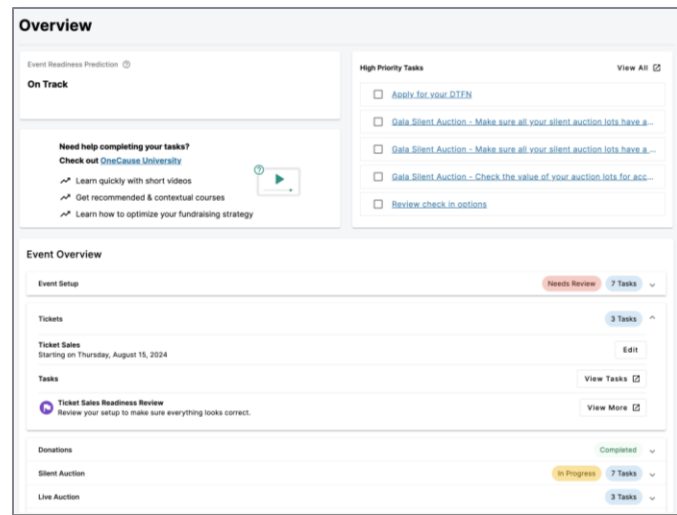 Overview
Event Readiness Prediction
On Track
Need help completing your tasks?
Check out OneCause University
Learn quickly with short videos
Get recommended & contextual courses
Learn how to optimize your fundraising strategy
High Priority Tasks
View All
Apply for your DTFN
Gala Silent Auction - Make sure all your silent auction lots have a...
Gala Silent Auction - Make sure all your silent auction lots have a ...
Gala Silent Auction - Check the value of your auction lots for acc...
Review check in options
Event Overview
Event Setup Needs Review 7 Tasks
Tickets 3 Tasks
Ticket Sales
Starting on Thursday, August 15, 2024
Edit
Tasks View Tasks
Ticket Sales Readiness Review
Review your setup to make sure everything looks correct.
View More
Donations Completed
Silent Auction In Progress 7 Tasks
Live Auction 3 Tasks